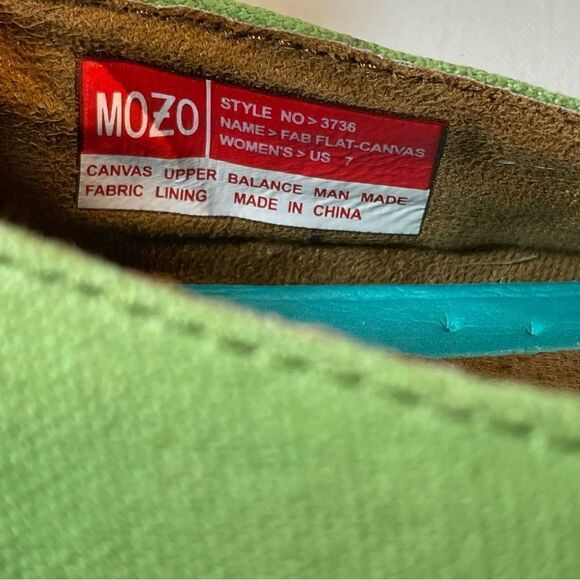 MOZO
STYLE NO > 3736
NAME > FAB FLAT-CANVAS
WOMEN'S > US 7
CANVAS UPPER BALANCE MAN MADE
FABRIC LINING MADE IN CHINA